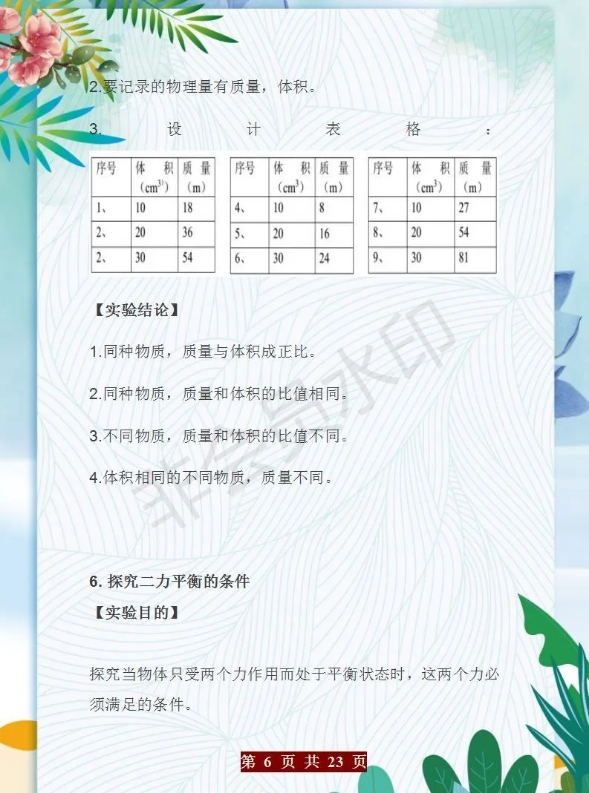 2.要记录的物理量有质量，体积。
3. 设 计 表 格 ：
序号 体 积 质 量 序号 体 积 质 量 序号 体 积 质 量
(cm³) (m) (cm³) (m) (cm³) (m)
1、 10 18 4、 10 8 7、 10 27
2、 20 36 5、 20 16 8、 20 54
2、 30 54 6、 30 24 9、 30 81
【实验结论】
1.同种物质，质量与体积成正比。
2.同种物质，质量和体积的比值相同。
3.不同物质，质量和体积的比值不同。
4.体积相同的不同物质，质量不同。
非会员水印
6. 探究二力平衡的条件
【实验目的】
探究当物体只受两个力作用而处于平衡状态时，这两个力必
须满足的条件。
第 6 页 共 23 页